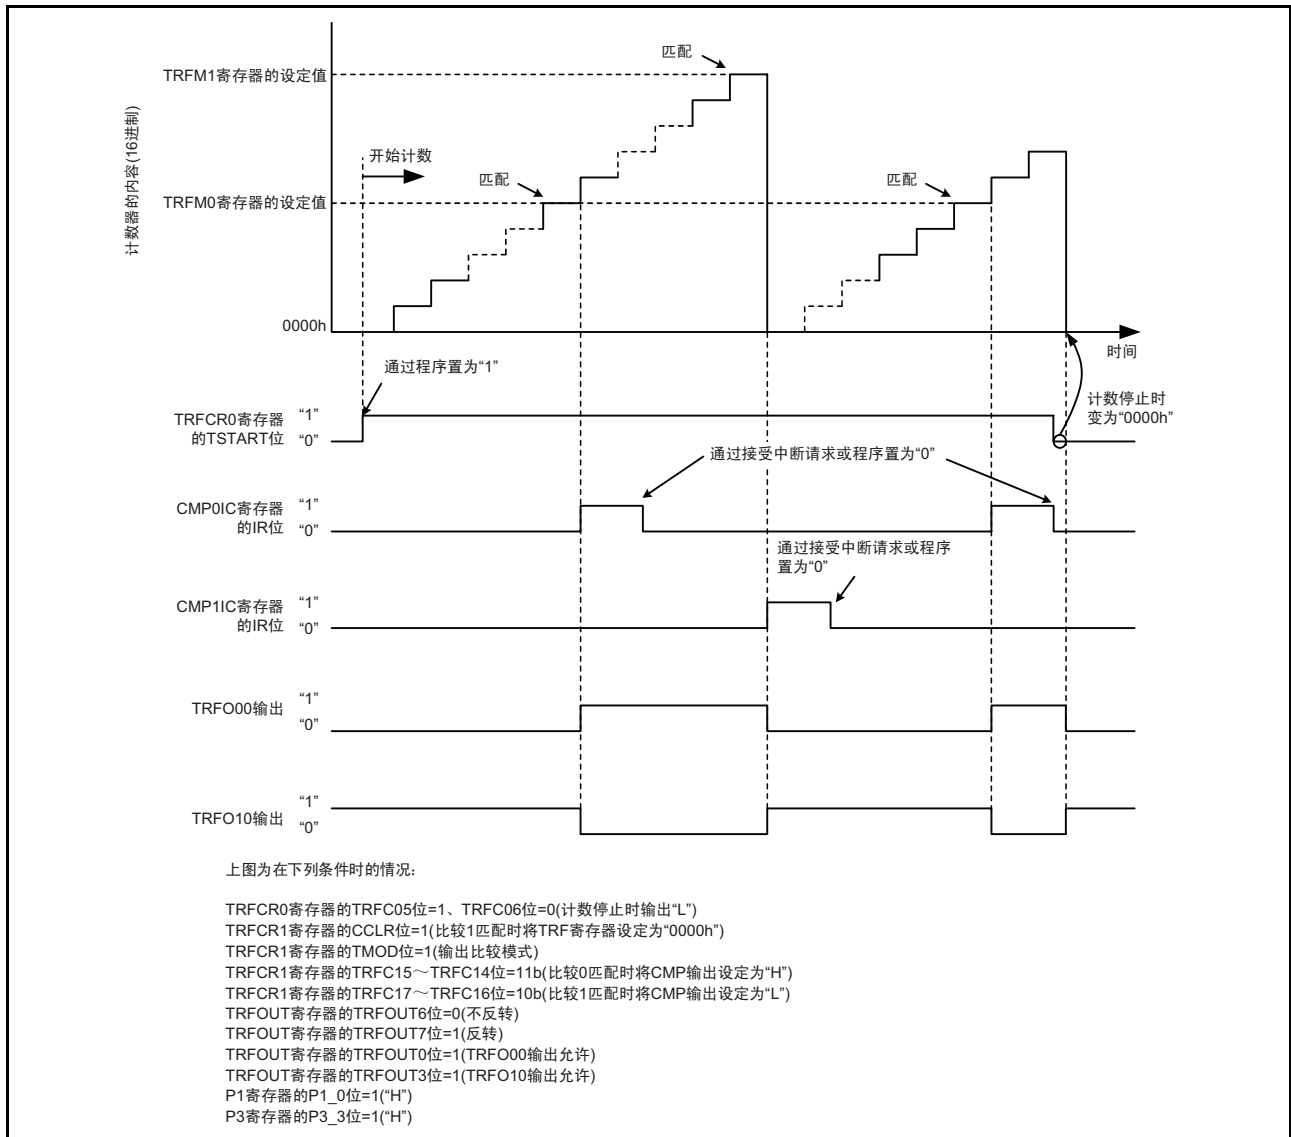 匹配
TRFM1寄存器的设定值
计数器的内容(16进制)
开始计数
匹配
匹配
TRFM0寄存器的设定值
0000h
时间
通过程序置为“1”
计数停止时
变为“0000h”
TRFCR0寄存器
的TSTART位
“1”
“0”
通过接受中断请求或程序置为“0”
CMP0IC寄存器
的IR位
“1”
“0”
通过接受中断请求或程序
置为“0”
CMP1IC寄存器
的IR位
“1”
“0”
TRFO00输出
“1”
“0”
TRFO10输出
“1”
“0”
上图为在下列条件时的情况：
TRFCR0寄存器的TRFC05位=1、TRFC06位=0(计数停止时输出“L”)
TRFCR1寄存器的CCLR位=1(比较1匹配时将TRF寄存器设定为“0000h”)
TRFCR1寄存器的TMOD位=1(输出比较模式)
TRFCR1寄存器的TRFC15～TRFC14位=11b(比较0匹配时将CMP输出设定为“H”)
TRFCR1寄存器的TRFC17～TRFC16位=10b(比较1匹配时将CMP输出设定为“L”)
TRFOUT寄存器的TRFOUT6位=0(不反转)
TRFOUT寄存器的TRFOUT7位=1(反转)
TRFOUT寄存器的TRFOUT0位=1(TRFO00输出允许)
TRFOUT寄存器的TRFOUT3位=1(TRFO10输出允许)
P1寄存器的P1_0位=1(“H”)
P3寄存器的P3_3位=1(“H”)